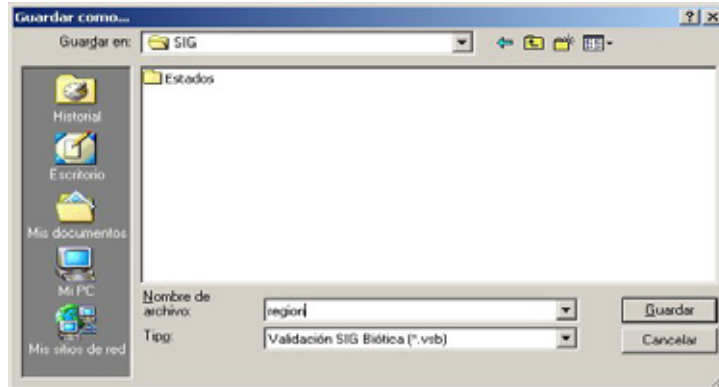 Guardar como...
Guardar en:
SIG
Estados
Historial
Escritorio
Mis documentos
Mi PC
Mis sitios de red
Nombre de
archivo:
region
Tipo:
Validación SIG Biótica (*.vsb)
Guardar
Cancelar